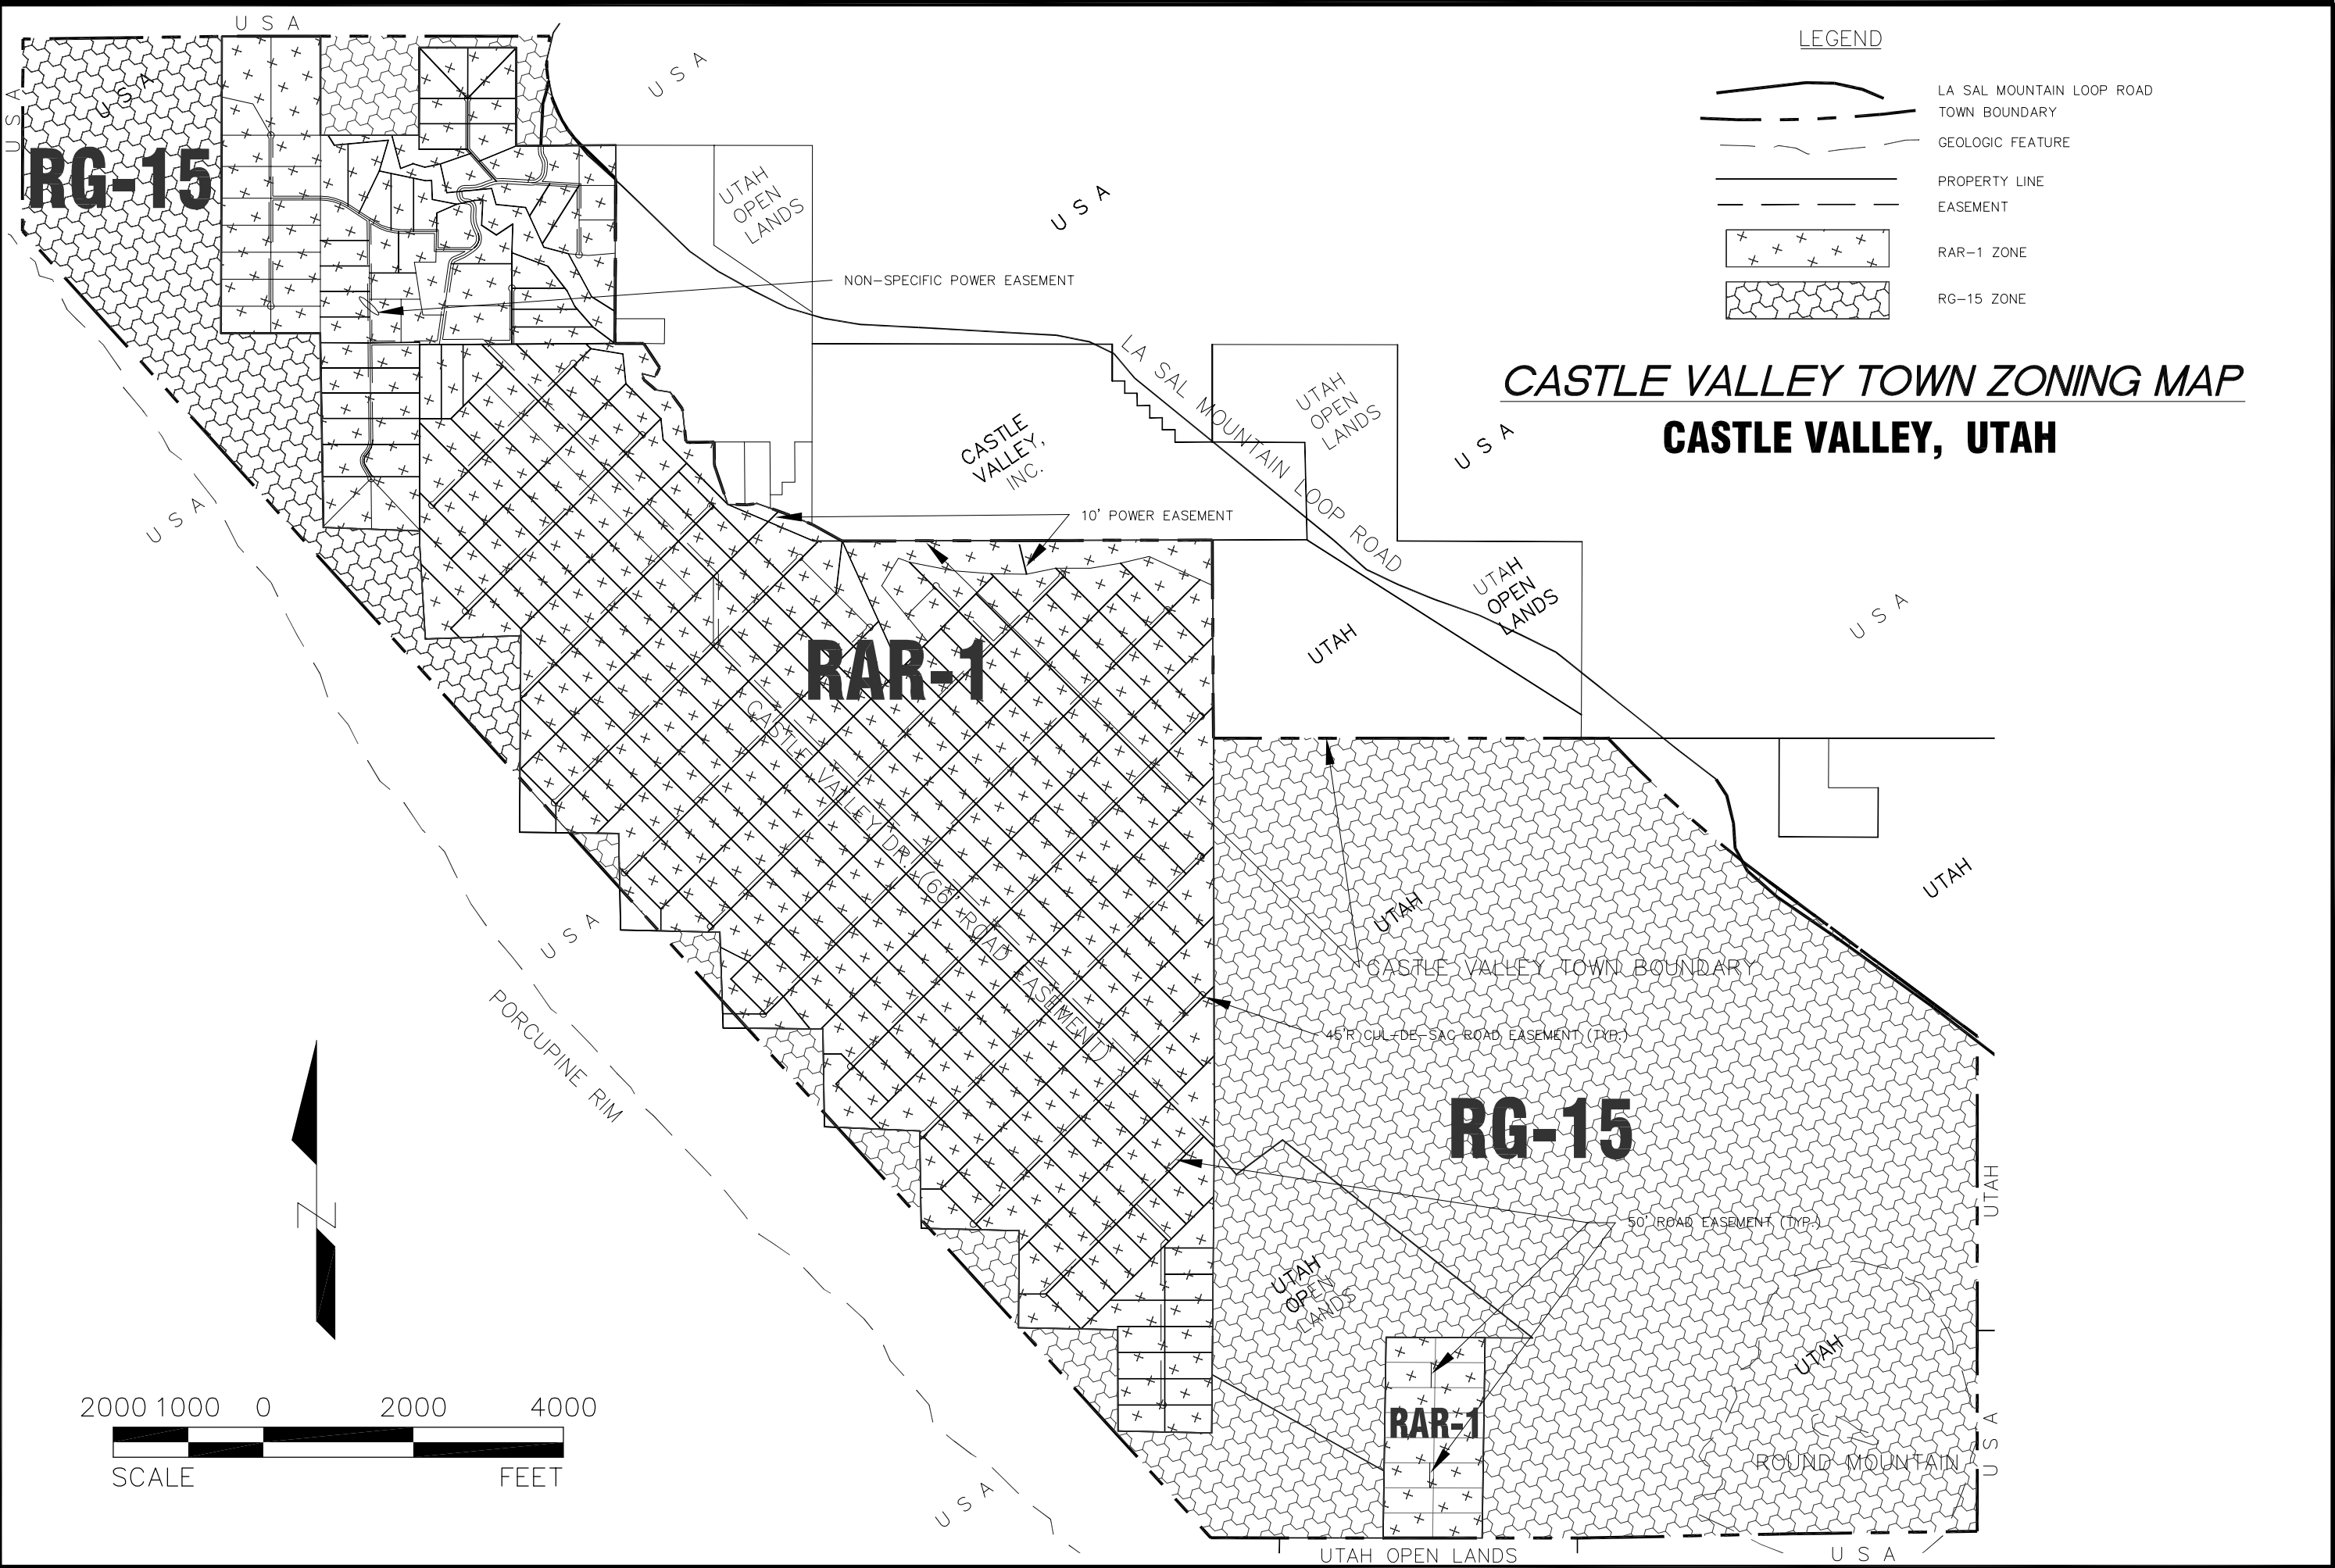 U S A
LEGEND
LA SAL MOUNTAIN LOOP ROAD
TOWN BOUNDARY
GEOLOGIC FEATURE
PROPERTY LINE
EASEMENT
RAR-1 ZONE
RG-15 ZONE
CASTLE VALLEY TOWN ZONING MAP
CASTLE VALLEY, UTAH
U S A
U S A
U S A
RG-15
UTAH
OPEN
LANDS
U S A
NON-SPECIFIC POWER EASEMENT
LA SAL MOUNTAIN LOOP ROAD
UTAH
OPEN
LANDS
U S A
CASTLE
VALLEY,
INC.
U S A
10' POWER EASEMENT
UTAH
OPEN
LANDS
UTAH
U S A
RAR-1
CASTLE VALLEY DR. (66' ROAD EASEMENT)
UTAH
UTAH
U S A
CASTLE VALLEY TOWN BOUNDARY
PORCUPINE RIM
45'R CUL-DE-SAC ROAD EASEMENT (TYP.)
RG-15
UTAH
50' ROAD EASEMENT (TYP.)
UTAH
OPEN
LANDS
UTAH
N
RAR-1
ROUND MOUNTAIN
U S A
2000 1000 0 2000 4000
SCALE FEET
U S A
UTAH OPEN LANDS
U S A